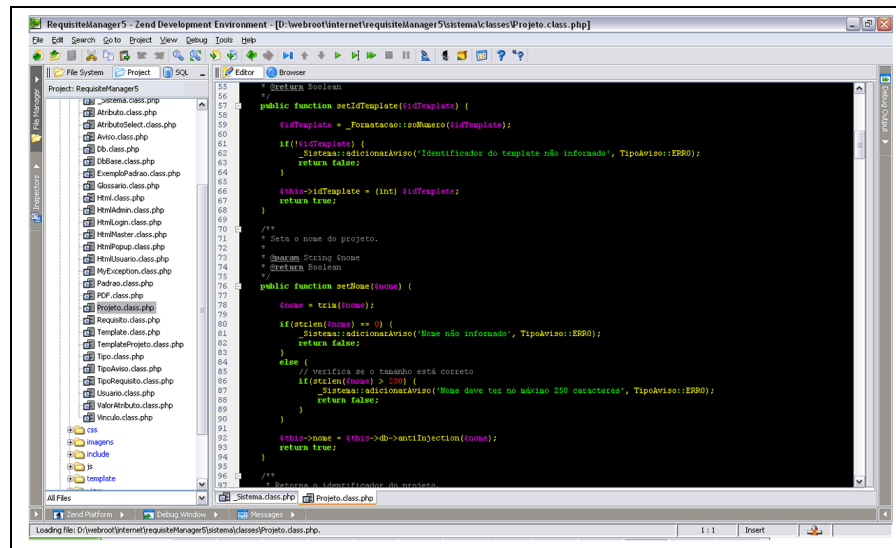 RequisiteManager5 - Zend Development Environment - [D:\webroot\internet\requisiteManager5\sistema\classes\Projeto.class.php]
File Edit Search Go to Project View Debug Tools Help
File System Project SQL
Editor Browser
File Manager
Inspectors
Debug Output
Project: RequisiteManager5
_Sistema.class.php
Atributo.class.php
AtributoSelect.class.php
Aviso.class.php
Db.class.php
DbBase.class.php
ExemploPadrao.class.php
Glossario.class.php
Html.class.php
HtmlAdmin.class.php
HtmlLogin.class.php
HtmlMaster.class.php
HtmlPopup.class.php
HtmlUsuario.class.php
MyException.class.php
Padrao.class.php
PDF.class.php
Projeto.class.php
Requisito.class.php
Template.class.php
TemplateProjeto.class.php
Tipo.class.php
TipoAviso.class.php
TipoRequisito.class.php
Usuario.class.php
ValorAtributo.class.php
Vinculo.class.php
css
imagens
include
js
template
All Files
55 * @return Boolean
56 */
57 public function setIdTemplate($idTemplate) {
58
59 $idTemplate = _Formatacao::soNumero($idTemplate);
60
61 if(!$idTemplate) {
62 _Sistema::adicionarAviso('Identificador do template não informado', TipoAviso::ERRO);
63 return false;
64 }
65
66 $this->idTemplate = (int) $idTemplate;
67 return true;
68 }
69
70 /**
71 * Seta o nome do projeto.
72 *
73 * @param String $nome
74 * @return Boolean
75 */
76 public function setNome($nome) {
77
78 $nome = trim($nome);
79
80 if(strlen($nome) == 0) {
81 _Sistema::adicionarAviso('Nome não informado', TipoAviso::ERRO);
82 return false;
83 }
84 else {
85 // verifica se o tamanho está correto
86 if(strlen($nome) > 250) {
87 _Sistema::adicionarAviso('Nome deve ter no máximo 250 caracteres', TipoAviso::ERRO);
88 return false;
89 }
90 }
91
92 $this->nome = $this->db->antiInjection($nome);
93 return true;
94 }
95
96 /**
97 * Retorna o identificador do projeto.
_Sistema.class.php Projeto.class.php
Zend Platform Debug Window Messages
Loading file: D:\webroot\internet\requisiteManager5\sistema\classes\Projeto.class.php. 1 : 1 Insert